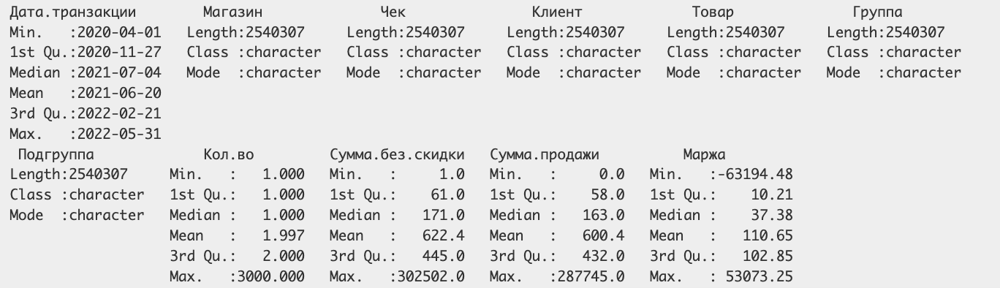 Дата.транзакции Магазин Чек Клиент Товар Группа
Min. :2020-04-01 Length:2540307 Length:2540307 Length:2540307 Length:2540307 Length:2540307
1st Qu.:2020-11-27 Class :character Class :character Class :character Class :character Class :character
Median :2021-07-04 Mode :character Mode :character Mode :character Mode :character Mode :character
Mean :2021-06-20
3rd Qu.:2022-02-21
Max. :2022-05-31
Подгруппа Кол.во Сумма.без.скидки Сумма.продажи Маржа
Length:2540307 Min. : 1.000 Min. : 1.0 Min. : 0.0 Min. :-63194.48
Class :character 1st Qu.: 1.000 1st Qu.: 61.0 1st Qu.: 58.0 1st Qu.: 10.21
Mode :character Median : 1.000 Median : 171.0 Median : 163.0 Median : 37.38
Mean : 1.997 Mean : 622.4 Mean : 600.4 Mean : 110.65
3rd Qu.: 2.000 3rd Qu.: 445.0 3rd Qu.: 432.0 3rd Qu.: 102.85
Max. :3000.000 Max. :302502.0 Max. :287745.0 Max. : 53073.25